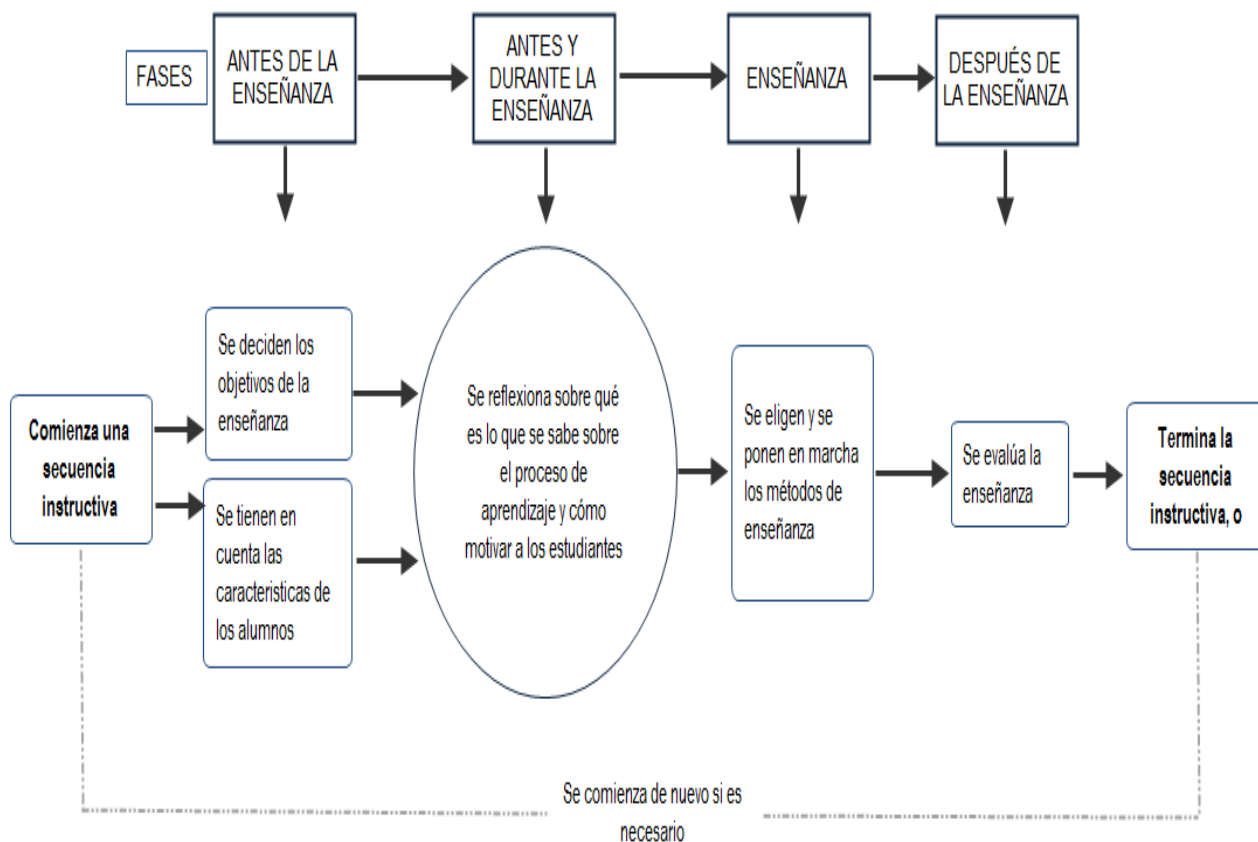 FASES
ANTES DE LA
ENSEÑANZA
ANTES Y
DURANTE LA
ENSEÑANZA
ENSEÑANZA
DESPUÉS DE
LA ENSEÑANZA
Comienza una
secuencia
instructiva
Se deciden los
objetivos de la
enseñanza
Se tienen en
cuenta las
caracteristicas de
los alumnos
Se reflexiona sobre qué
es lo que se sabe sobre
el proceso de
aprendizaje y cómo
motivar a los estudiantes
Se eligen y se
ponen en marcha
los métodos de
enseñanza
Se evalúa la
enseñanza
Termina la
secuencia
instructiva, o
Se comienza de nuevo si es
necesario